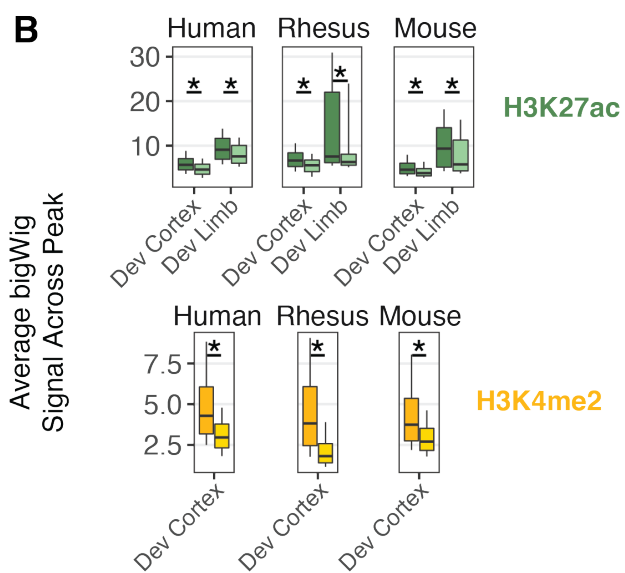 B
Human Rhesus Mouse
30
20
10
* * * * * *
H3K27ac
Dev Cortex Dev Limb Dev Cortex Dev Limb Dev Cortex Dev Limb
Average bigWig
Signal Across Peak
Human Rhesus Mouse
7.5
5.0
2.5
* * *
H3K4me2
Dev Cortex Dev Cortex Dev Cortex